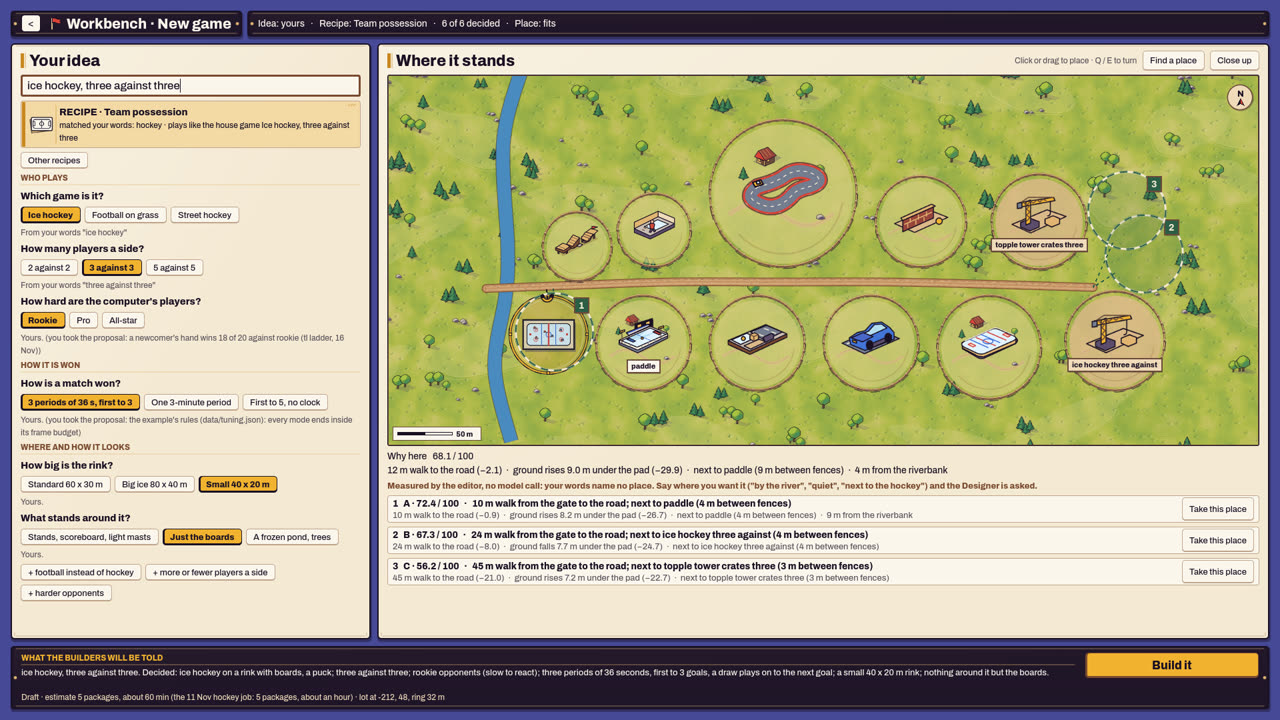 < Workbench · New game
Idea: yours · Recipe: Team possession · 6 of 6 decided · Place: fits
Your idea
ice hockey, three against three
RECIPE · Team possession
matched your words: hockey · plays like the house game Ice hockey, three against
three
Other recipes
WHO PLAYS
Which game is it?
Ice hockey Football on grass Street hockey
From your words "ice hockey"
How many players a side?
2 against 2 3 against 3 5 against 5
From your words "three against three"
How hard are the computer's players?
Rookie Pro All-star
Yours. (you took the proposal: a newcomer's hand wins 18 of 20 against rookie (tl ladder, 16
Nov))
HOW IT IS WON
How is a match won?
3 periods of 36 s, first to 3 One 3-minute period First to 5, no clock
Yours. (you took the proposal: the example's rules (data/tuning.json): every mode ends inside
its frame budget)
WHERE AND HOW IT LOOKS
How big is the rink?
Standard 60 x 30 m Big ice 80 x 40 m Small 40 x 20 m
Yours.
What stands around it?
Stands, scoreboard, light masts Just the boards A frozen pond, trees
Yours.
+ football instead of hockey + more or fewer players a side
+ harder opponents
Where it stands
Click or drag to place · Q / E to turn Find a place Close up
N
3
2
topple tower crates three
1
paddle
ice hockey three against
50 m
Why here 68.1 / 100
12 m walk to the road (−2.1) · ground rises 9.0 m under the pad (−29.9) · next to paddle (9 m between fences) · 4 m from the riverbank
Measured by the editor, no model call: your words name no place. Say where you want it ("by the river", "quiet", "next to the hockey") and the Designer is asked.
1 A · 72.4 / 100 · 10 m walk from the gate to the road; next to paddle (4 m between fences)
10 m walk to the road (−0.9) · ground rises 8.2 m under the pad (−26.7) · next to paddle (4 m between fences) · 9 m from the riverbank
Take this place
2 B · 67.3 / 100 · 24 m walk from the gate to the road; next to ice hockey three against (4 m between fences)
24 m walk to the road (−8.0) · ground falls 7.7 m under the pad (−24.7) · next to ice hockey three against (4 m between fences)
Take this place
3 C · 56.2 / 100 · 45 m walk from the gate to the road; next to topple tower crates three (3 m between fences)
45 m walk to the road (−21.0) · ground rises 7.2 m under the pad (−22.7) · next to topple tower crates three (3 m between fences)
Take this place
WHAT THE BUILDERS WILL BE TOLD
ice hockey, three against three. Decided: ice hockey on a rink with boards, a puck; three against three; rookie opponents (slow to react); three periods of 36 seconds, first to 3 goals, a draw plays on to the next goal; a small 40 x 20 m rink; nothing around it but the boards.
Draft · estimate 5 packages, about 60 min (the 11 Nov hockey job: 5 packages, about an hour) · lot at -212, 48, ring 32 m
Build it